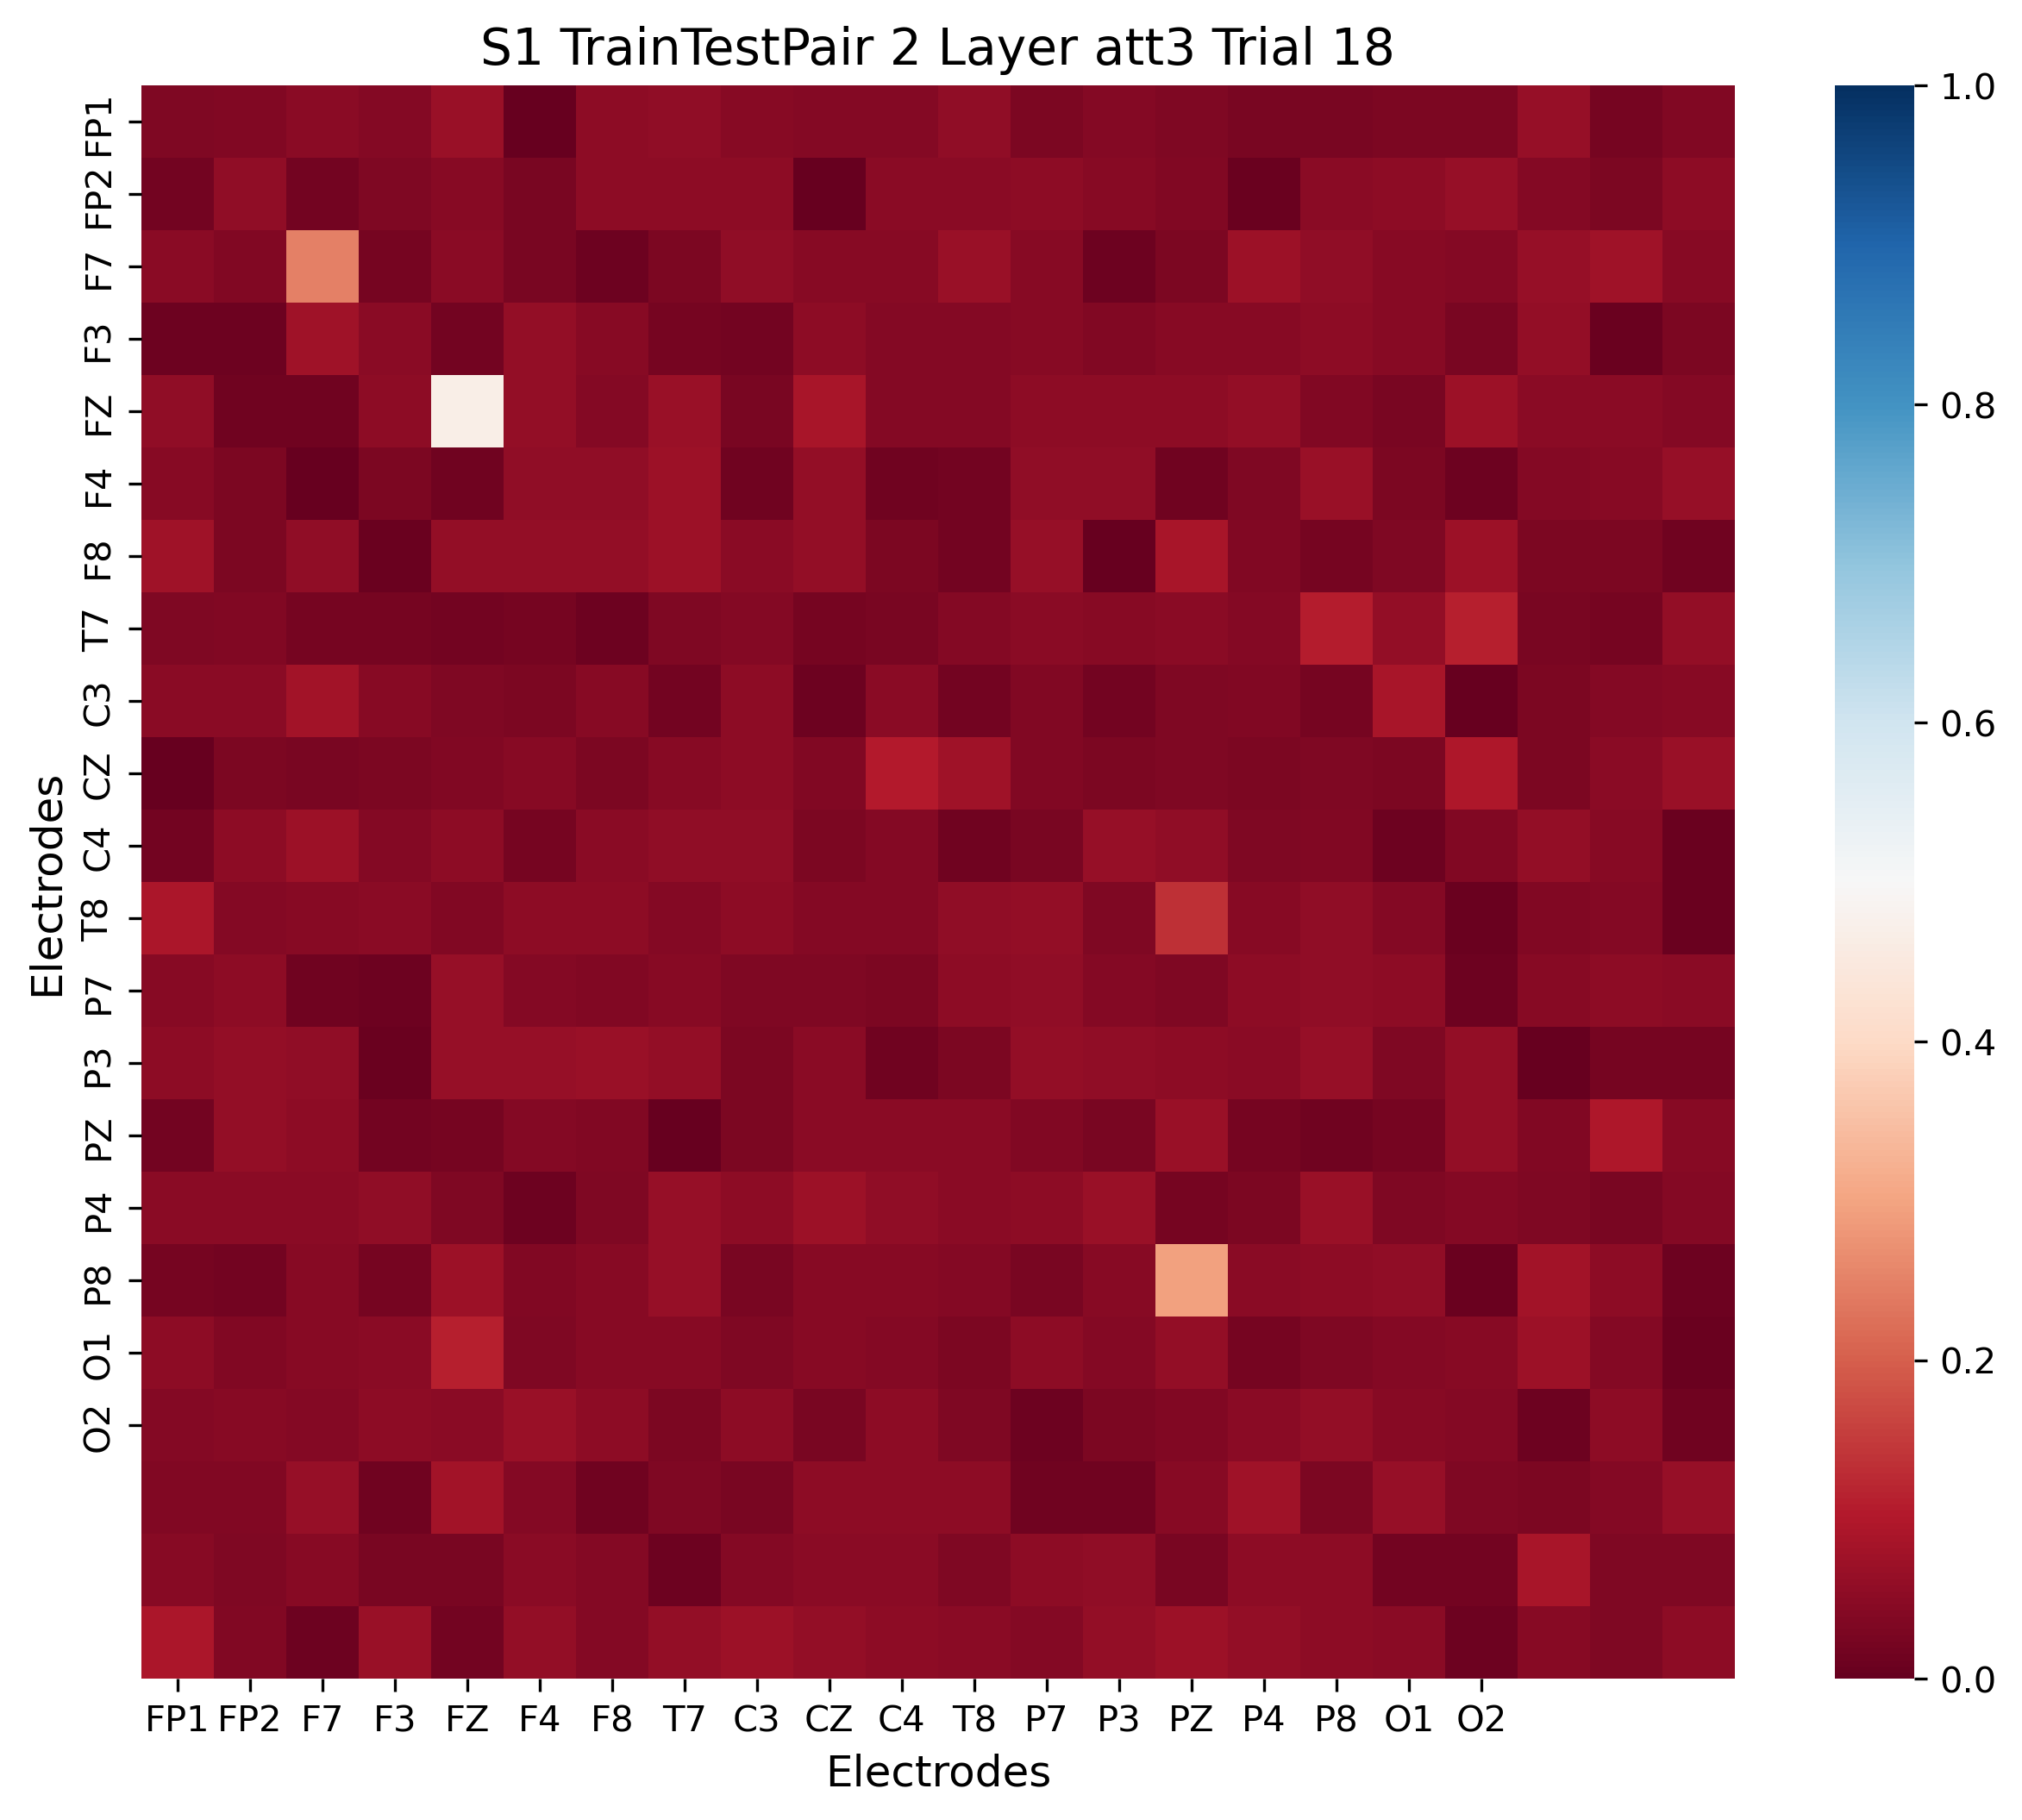 S1 TrainTestPair 2 Layer att3 Trial 18
Electrodes
FP1
FP2
F7
F3
FZ
F4
F8
T7
C3
CZ
C4
T8
P7
P3
PZ
P4
P8
O1
O2
FP1 FP2 F7 F3 FZ F4 F8 T7 C3 CZ C4 T8 P7 P3 PZ P4 P8 O1 O2
Electrodes
1.0
0.8
0.6
0.4
0.2
0.0